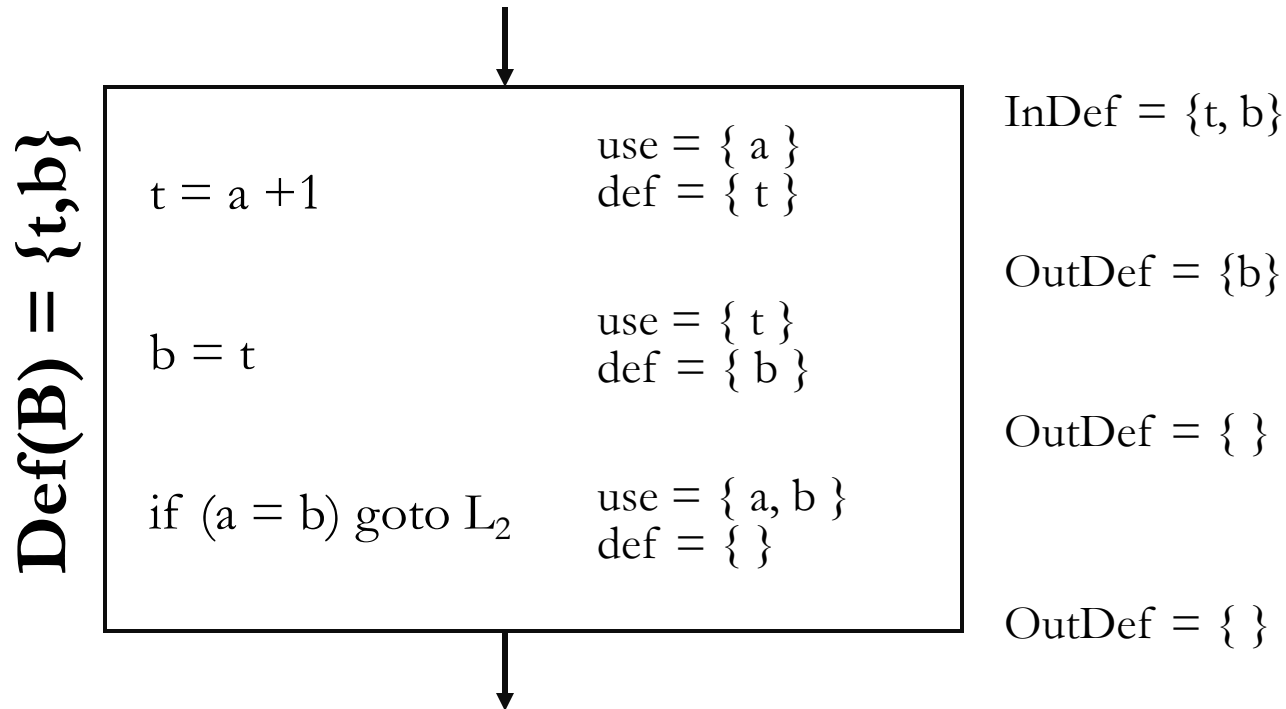 Def(B) = {t,b}
InDef = {t, b}
use = { a }
t = a +1
def = { t }
OutDef = {b}
use = { t }
b = t
def = { b }
OutDef = { }
use = { a, b }
if (a = b) goto L₂
def = { }
OutDef = { }